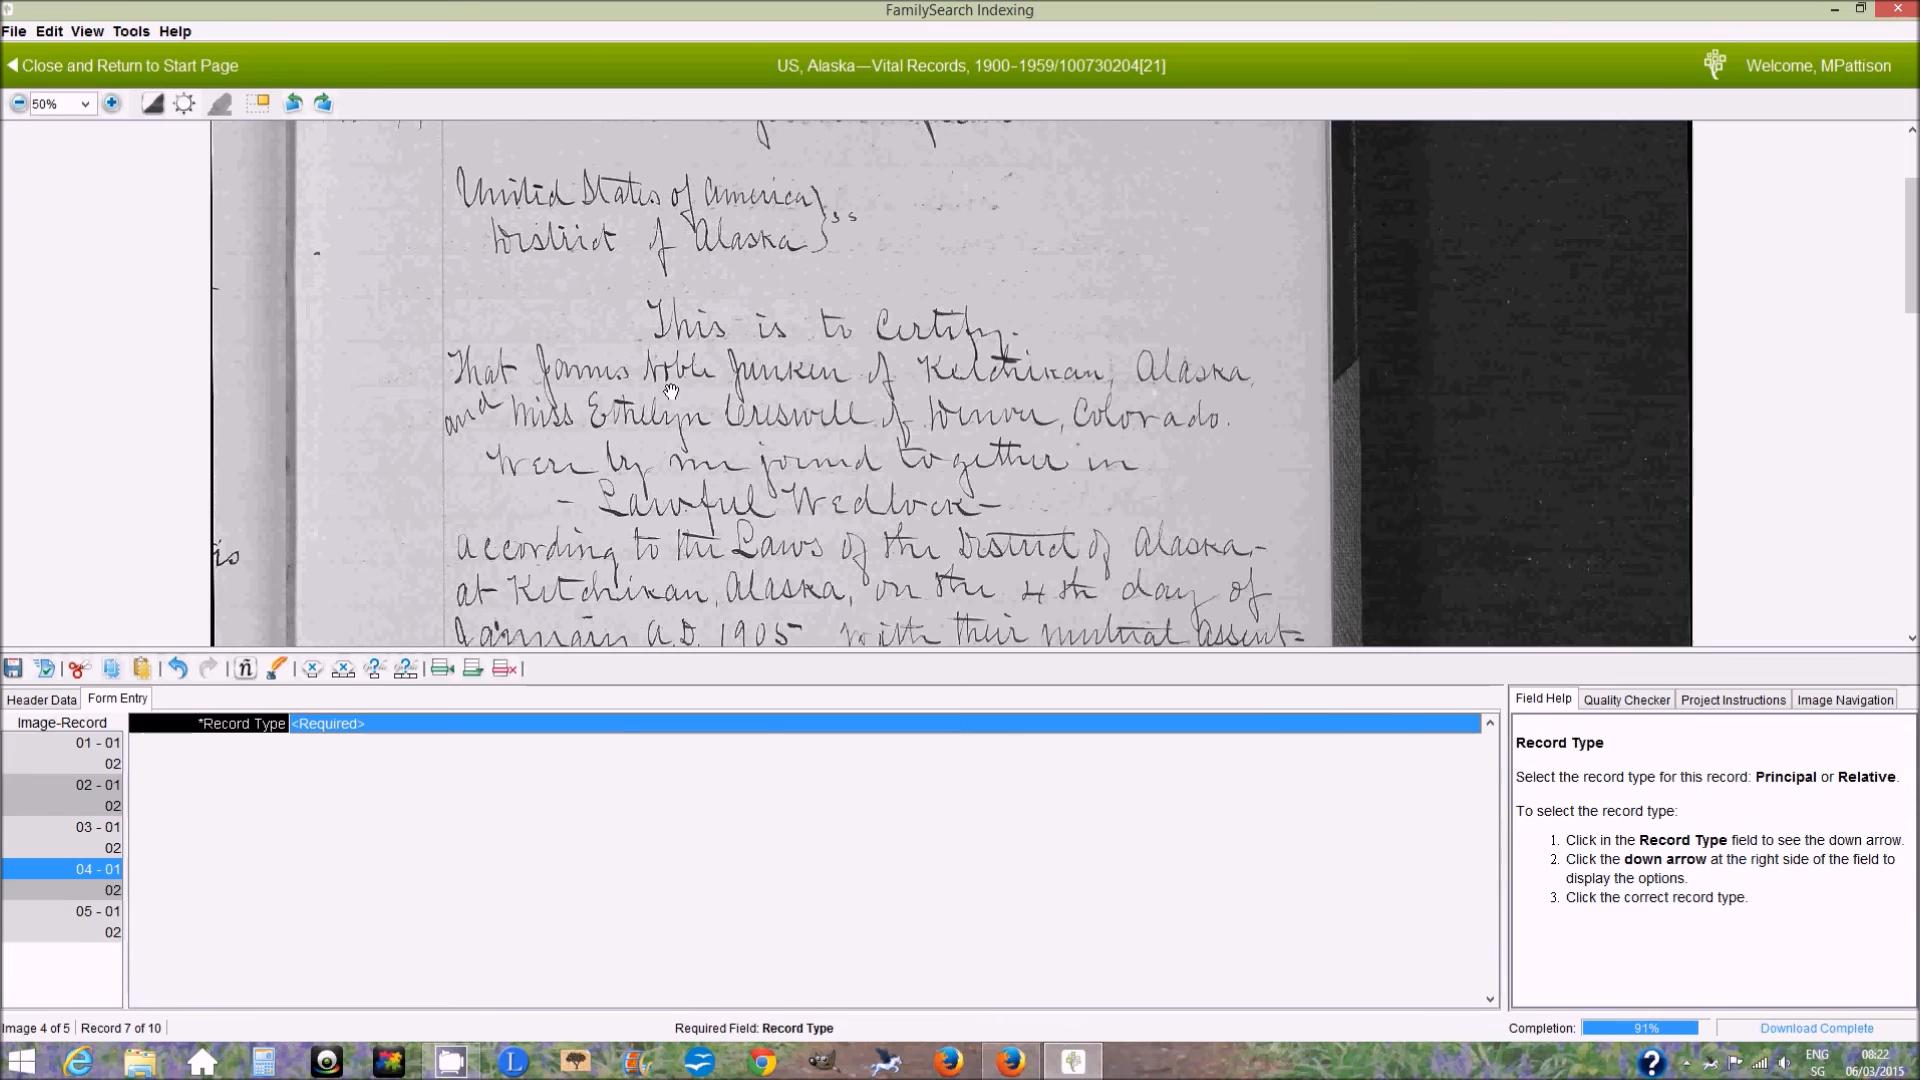 FamilySearch Indexing
File Edit View Tools Help
Close and Return to Start Page
US, Alaska—Vital Records, 1900-1959/100730204[21]
Welcome, MPattison
50%
United States of America} ss
District of Alaska
This is to Certify.
That James Noble Junken of Ketchikan, Alaska,
and Miss Ethelyn Creswell of Denver, Colorado.
Were by me joined together in
- Lawful Wedlock -
according to the Laws of the District of Alaska,-
at Ketchikan, Alaska, on the 4th day of
A.D. 1905 with their mutual assent-
is
ñ
Header Data Form Entry
Image-Record
*Record Type <Required>
01 - 01
02
02 - 01
02
03 - 01
02
04 - 01
02
05 - 01
02
Field Help Quality Checker Project Instructions Image Navigation
Record Type
Select the record type for this record: Principal or Relative.
To select the record type:
1. Click in the Record Type field to see the down arrow.
2. Click the down arrow at the right side of the field to
display the options.
3. Click the correct record type.
Image 4 of 5 Record 7 of 10
Required Field: Record Type
Completion: 91% Download Complete
ENG 08:22
SG 06/03/2015